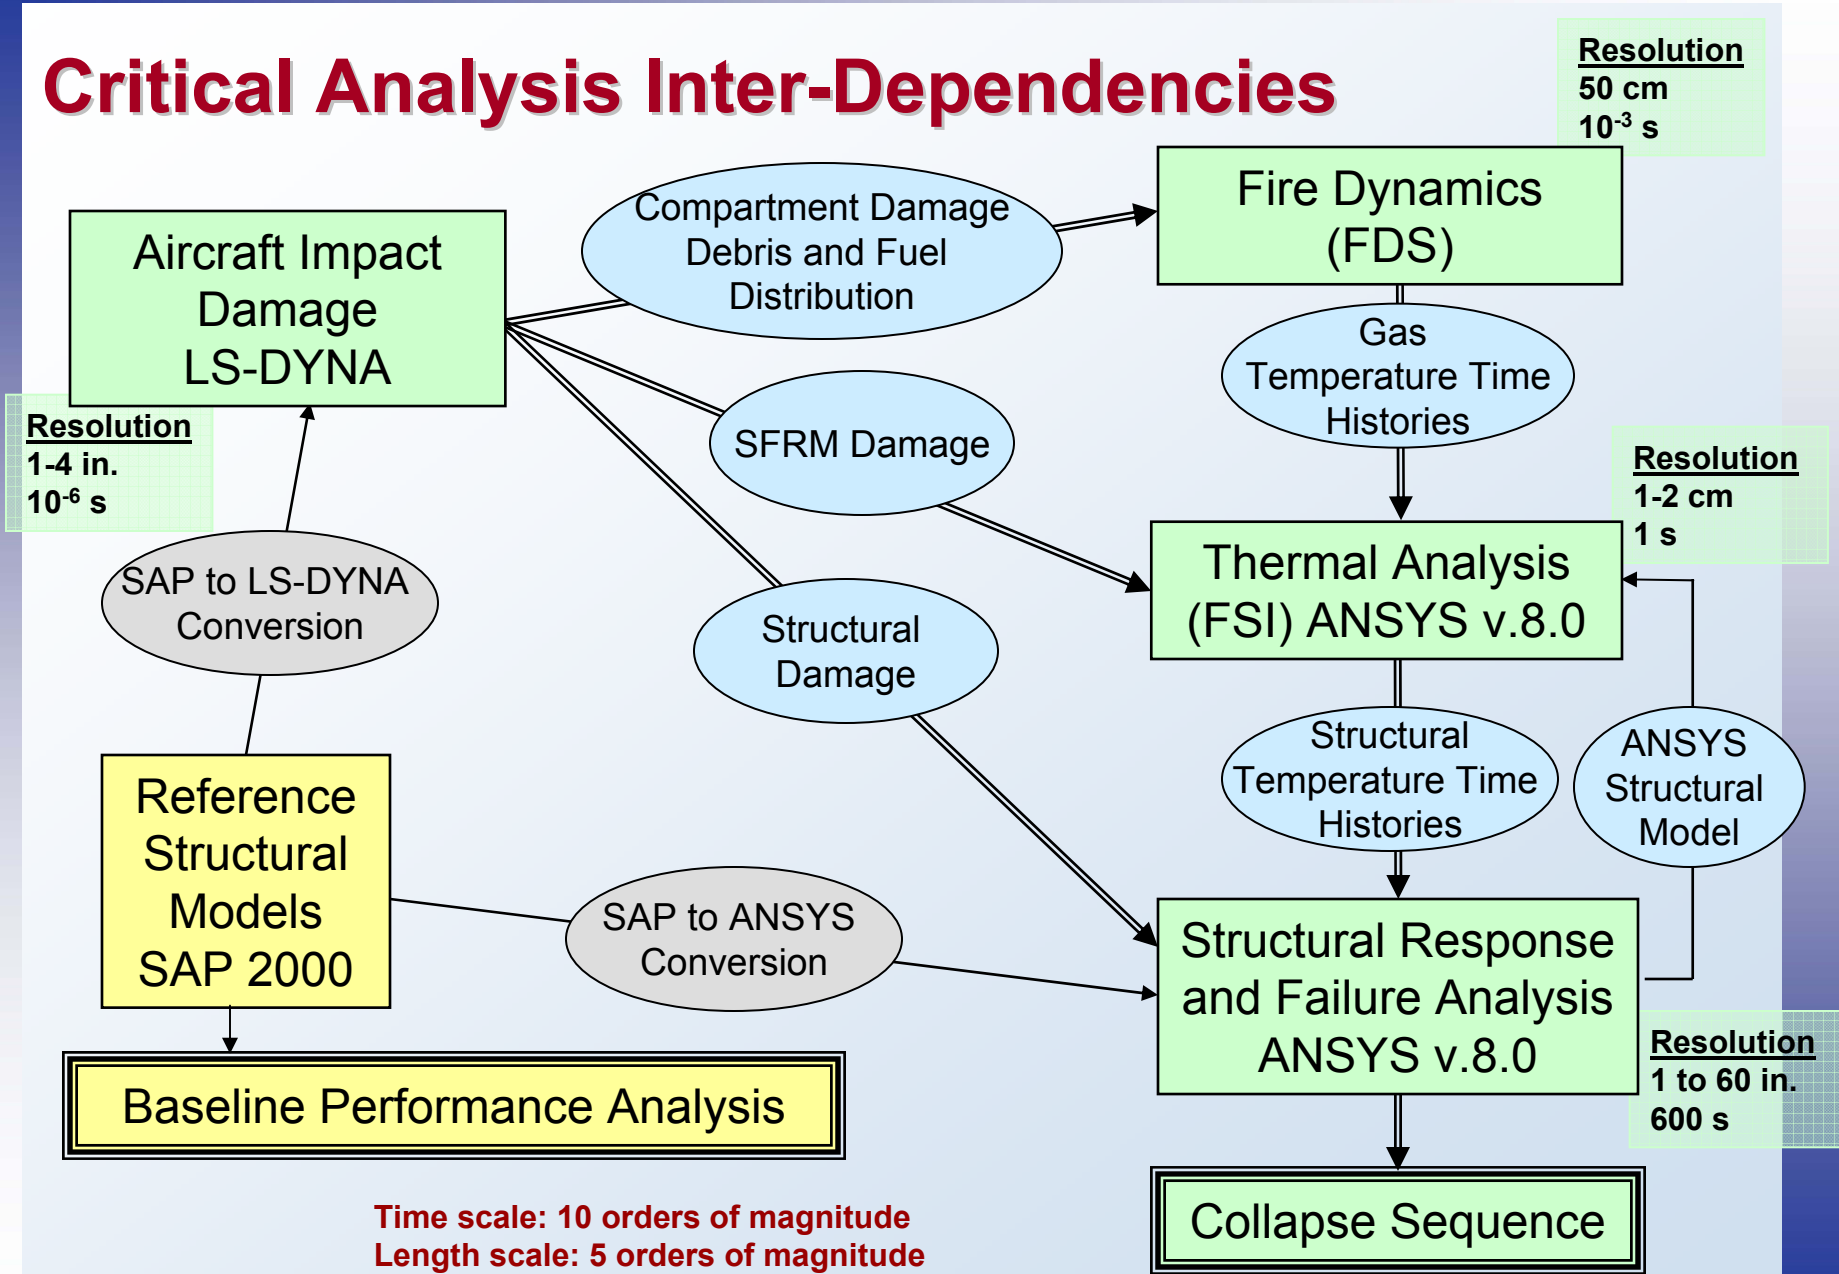 Critical Analysis Inter-Dependencies
Resolution
50 cm
10⁻³ s
Aircraft Impact
Damage
LS-DYNA
Compartment Damage
Debris and Fuel
Distribution
Fire Dynamics
(FDS)
Gas
Temperature Time
Histories
Resolution
1-4 in.
10⁻⁶ s
SFRM Damage
Resolution
1-2 cm
1 s
SAP to LS-DYNA
Conversion
Structural
Damage
Thermal Analysis
(FSI) ANSYS v.8.0
Structural
Temperature Time
Histories
ANSYS
Structural
Model
Reference
Structural
Models
SAP 2000
SAP to ANSYS
Conversion
Structural Response
and Failure Analysis
ANSYS v.8.0
Resolution
1 to 60 in.
600 s
Baseline Performance Analysis
Collapse Sequence
Time scale: 10 orders of magnitude
Length scale: 5 orders of magnitude